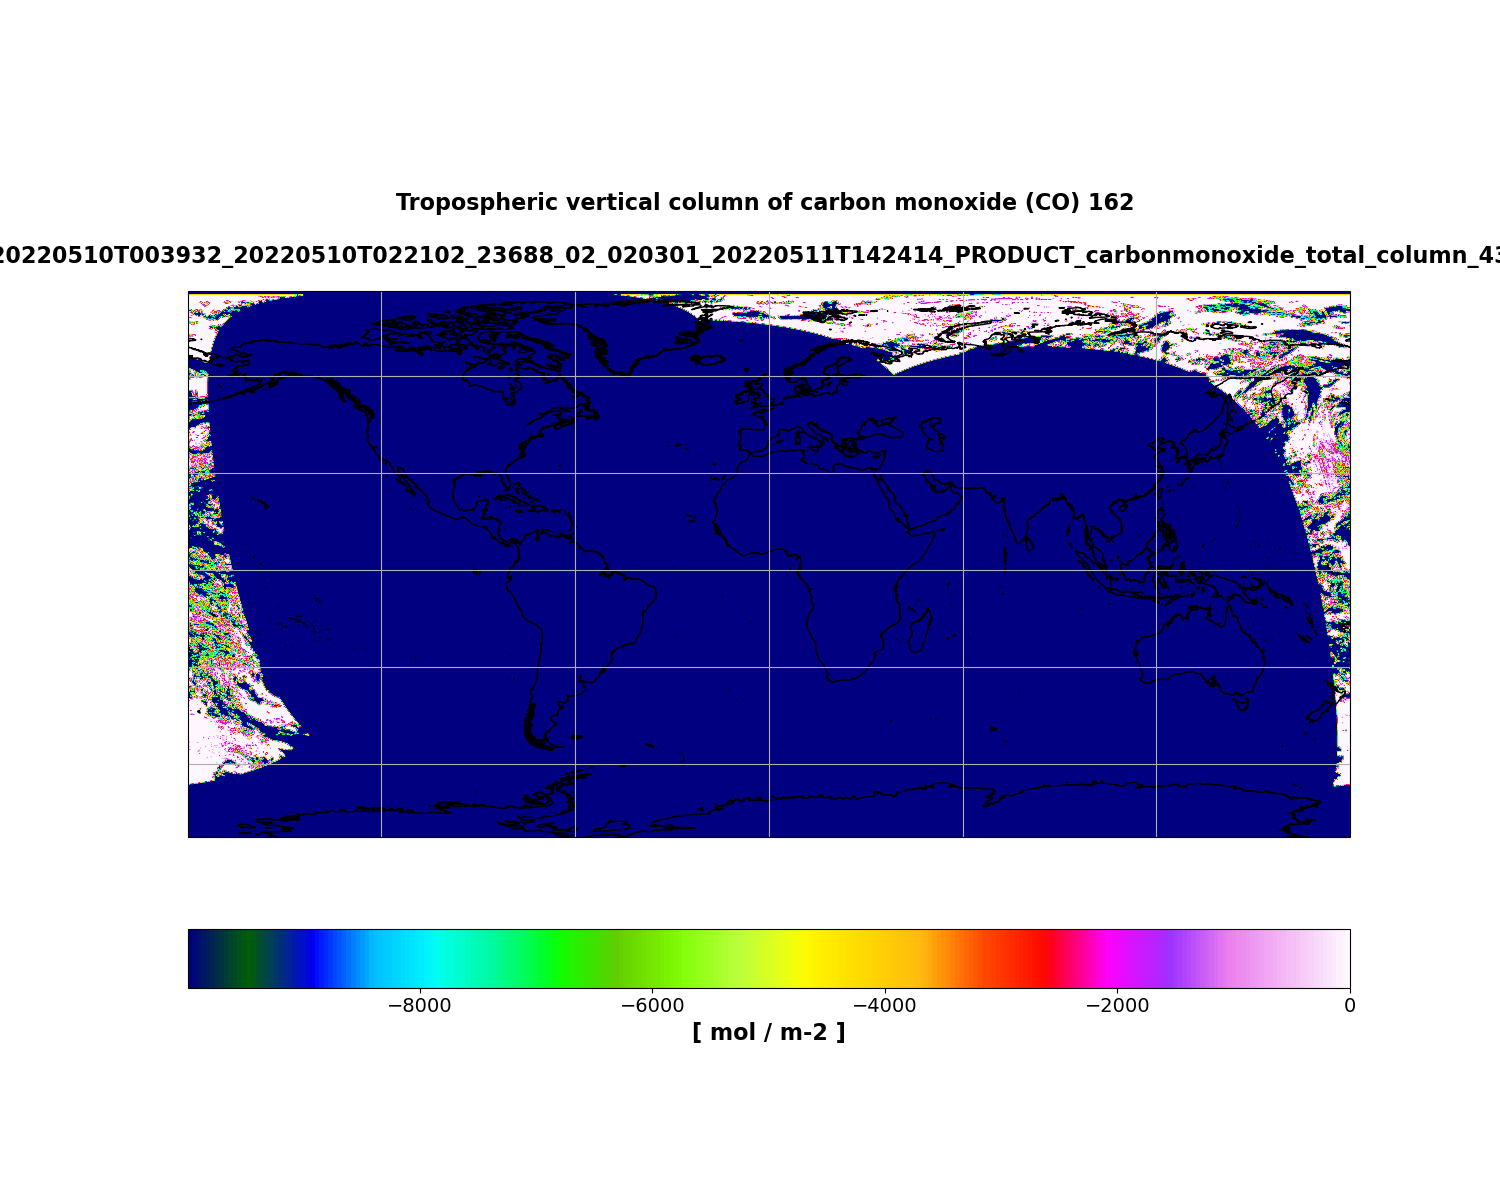 Tropospheric vertical column of carbon monoxide (CO) 162
20220510T003932_20220510T022102_23688_02_020301_20220511T142414_PRODUCT_carbonmonoxide_total_column_43
−8000 −6000 −4000 −2000 0
[ mol / m-2 ]